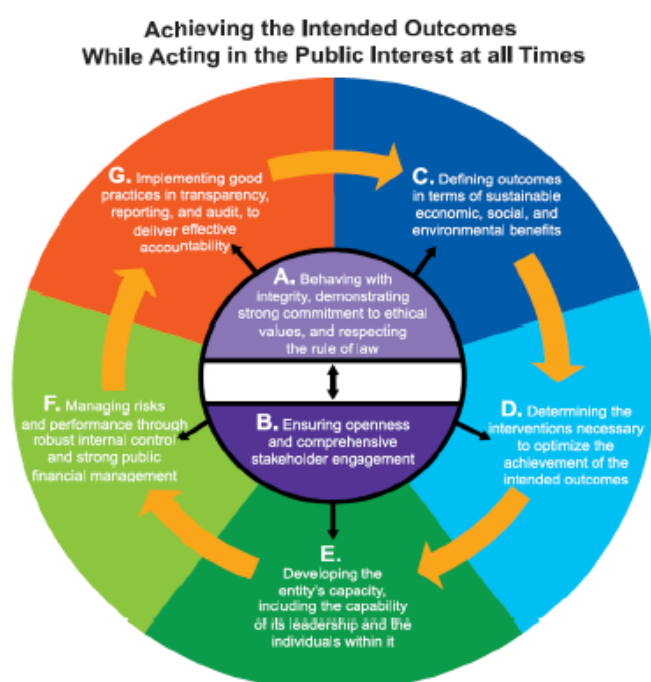 Achieving the Intended Outcomes
While Acting in the Public Interest at all Times
G. Implementing good
practices in transparency,
reporting, and audit, to
deliver effective
accountability
C. Defining outcomes
in terms of sustainable
economic, social, and
environmental benefits
A. Behaving with
integrity, demonstrating
strong commitment to ethical
values, and respecting
the rule of law
B. Ensuring openness
and comprehensive
stakeholder engagement
F. Managing risks
and performance through
robust internal control
and strong public
financial management
D. Determining the
interventions necessary
to optimize the
achievement of the
intended outcomes
E.
Developing the
entity's capacity,
including the capability
of its leadership and the
individuals within it